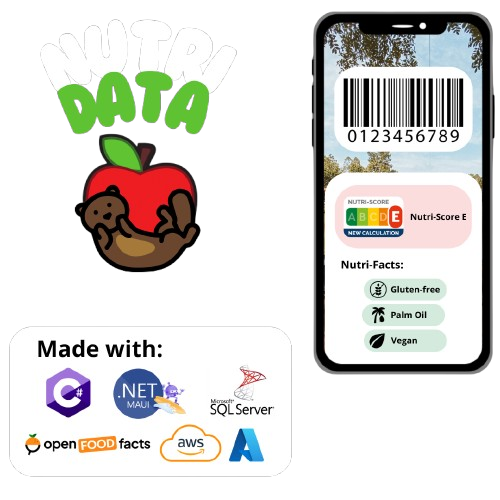 NUTRI
DATA
0123456789
NUTRI-SCORE
A B C D E
NEW CALCULATION
Nutri-Score E
Nutri-Facts:
Gluten-free
Palm Oil
Vegan
Made with:
C#
.NET
MAUI
Microsoft
SQL Server
open FOOD facts
aws